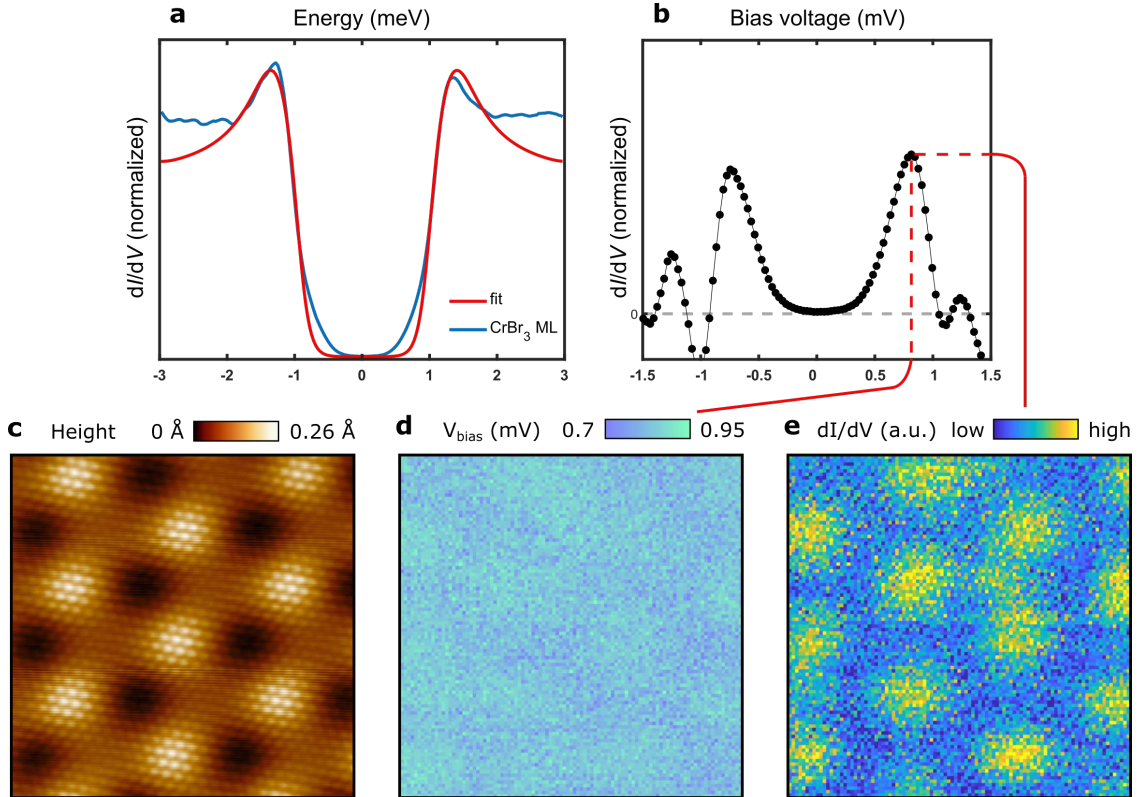 a Energy (meV)
dI/dV (normalized)
fit
CrBr3 ML
-3 -2 -1 0 1 2 3
b Bias voltage (mV)
dI/dV (normalized)
0
-1.5 -1 -0.5 0 0.5 1 1.5
c Height 0 Å 0.26 Å
d Vbias (mV) 0.7 0.95
e dI/dV (a.u.) low high